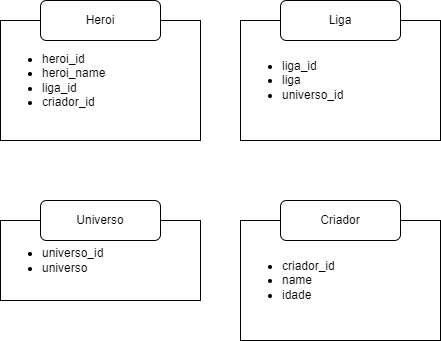 Heroi
heroi_id
heroi_name
liga_id
criador_id
Liga
liga_id
liga
universo_id
Universo
universo_id
universo
Criador
criador_id
name
idade